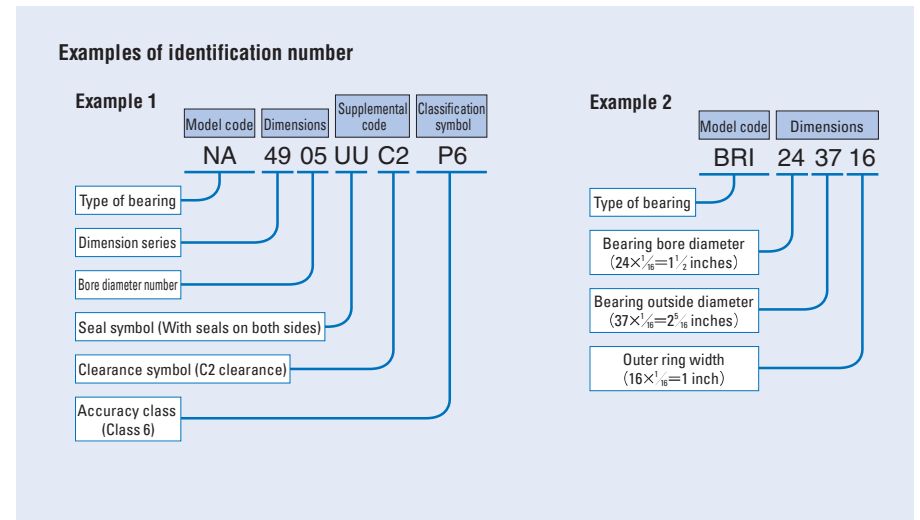 Examples of identification number
Example 1
Model code Dimensions Supplemental code Classification symbol
NA 49 05 UU C2 P6
Type of bearing
Dimension series
Bore diameter number
Seal symbol (With seals on both sides)
Clearance symbol (C2 clearance)
Accuracy class
(Class 6)
Example 2
Model code Dimensions
BRI 24 37 16
Type of bearing
Bearing bore diameter
(24×1/16=1 1/2 inches)
Bearing outside diameter
(37×1/16=2 5/16 inches)
Outer ring width
(16×1/16=1 inch)